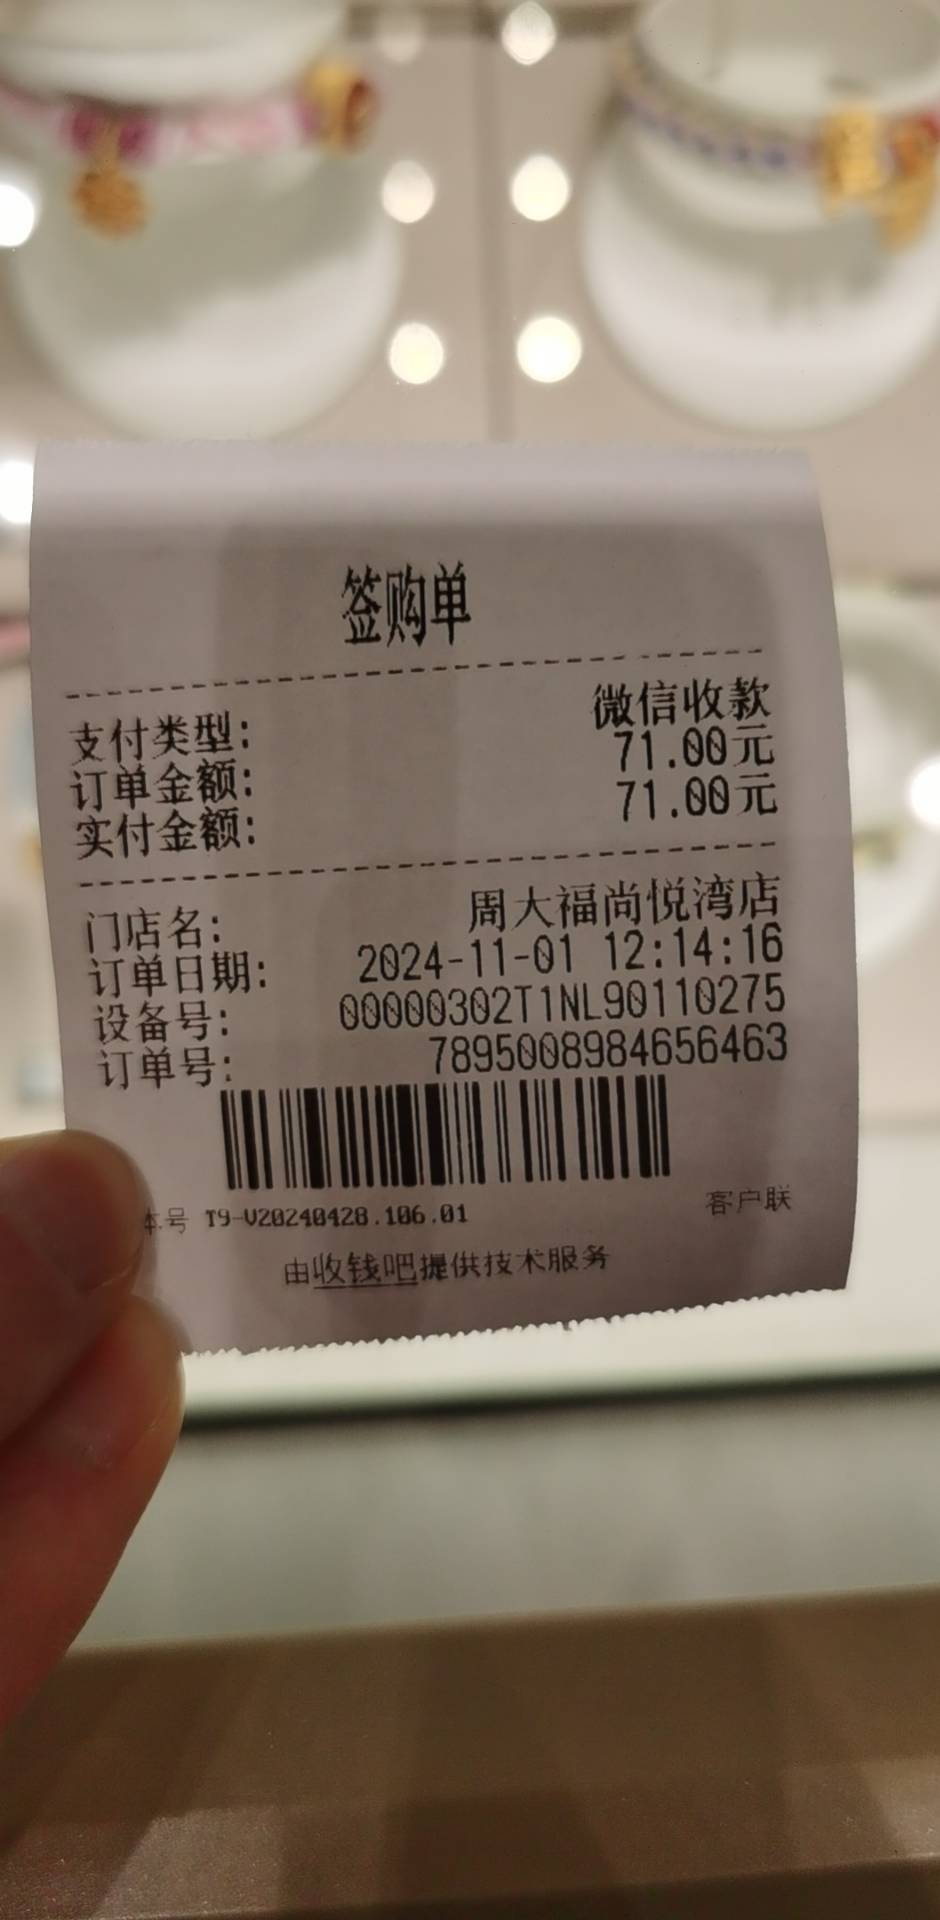 签购单
支付类型: 微信收款
订单金额: 71.00元
实付金额: 71.00元
门店名: 周大福尚悦湾店
订单日期: 2024-11-01 12:14:16
设备号: 00000302T1NL90110275
订单号: 7895008984656463
本号 T9-V20240428.106.01 客户联
由收钱吧提供技术服务